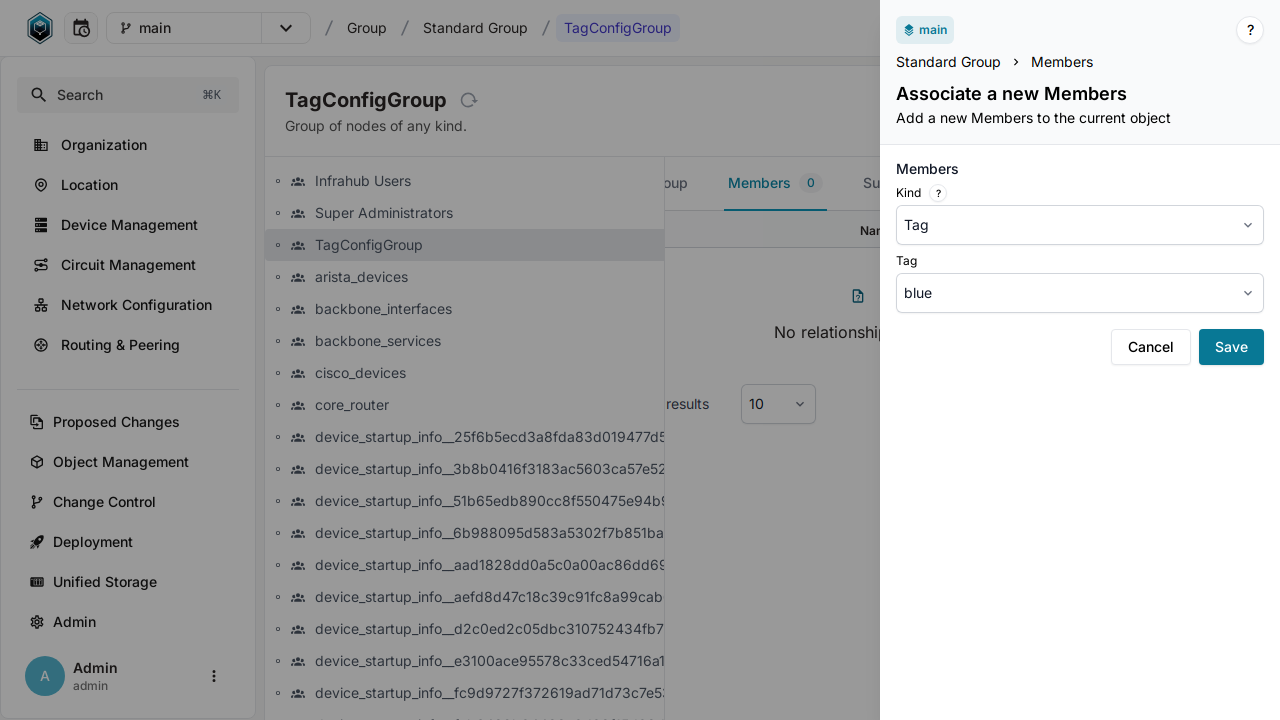 main
Group
Standard Group
TagConfigGroup
Search
⌘K
Organization
Location
Device Management
Circuit Management
Network Configuration
Routing & Peering
Proposed Changes
Object Management
Change Control
Deployment
Unified Storage
Admin
A
Admin
admin
TagConfigGroup
Group of nodes of any kind.
Infrahub Users
Super Administrators
TagConfigGroup
arista_devices
backbone_interfaces
backbone_services
cisco_devices
core_router
device_startup_info__25f6b5ecd3a8fda83d019477d5
device_startup_info__3b8b0416f3183ac5603ca57e52
device_startup_info__51b65edb890cc8f550475e94b9
device_startup_info__6b988095d583a5302f7b851ba
device_startup_info__aad1828dd0a5c0a00ac86dd69
device_startup_info__aefd8d47c18c39c91fc8a99cab
device_startup_info__d2c0ed2c05dbc310752434fb7
device_startup_info__e3100ace95578c33ced54716a1
device_startup_info__fc9d9727f372619ad71d73c7e53
oup
Members 0
Su
Nar
No relationship
results
10
main
?
Standard Group > Members
Associate a new Members
Add a new Members to the current object
Members
Kind ?
Tag
Tag
blue
Cancel
Save